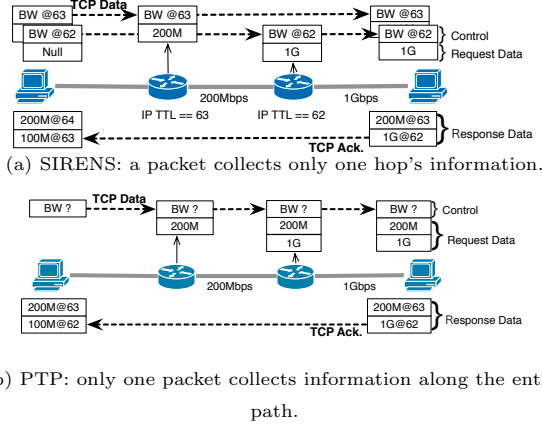 TCP Data
BW @63 BW @63 BW @63
BW @62 200M BW @62 BW @62 Control
Null 1G 1G Request Data
200Mbps 1Gbps
IP TTL == 63 IP TTL == 62
200M@64 200M@63
100M@63 1G@62 Response Data
TCP Ack.
(a) SIRENS: a packet collects only one hop's information.
TCP Data
BW ? BW ? BW ? BW ? Control
200M 200M 200M
1G 1G Request Data
200Mbps 1Gbps
200M@63 200M@63
100M@62 1G@62 Response Data
TCP Ack.
) PTP: only one packet collects information along the enti
path.